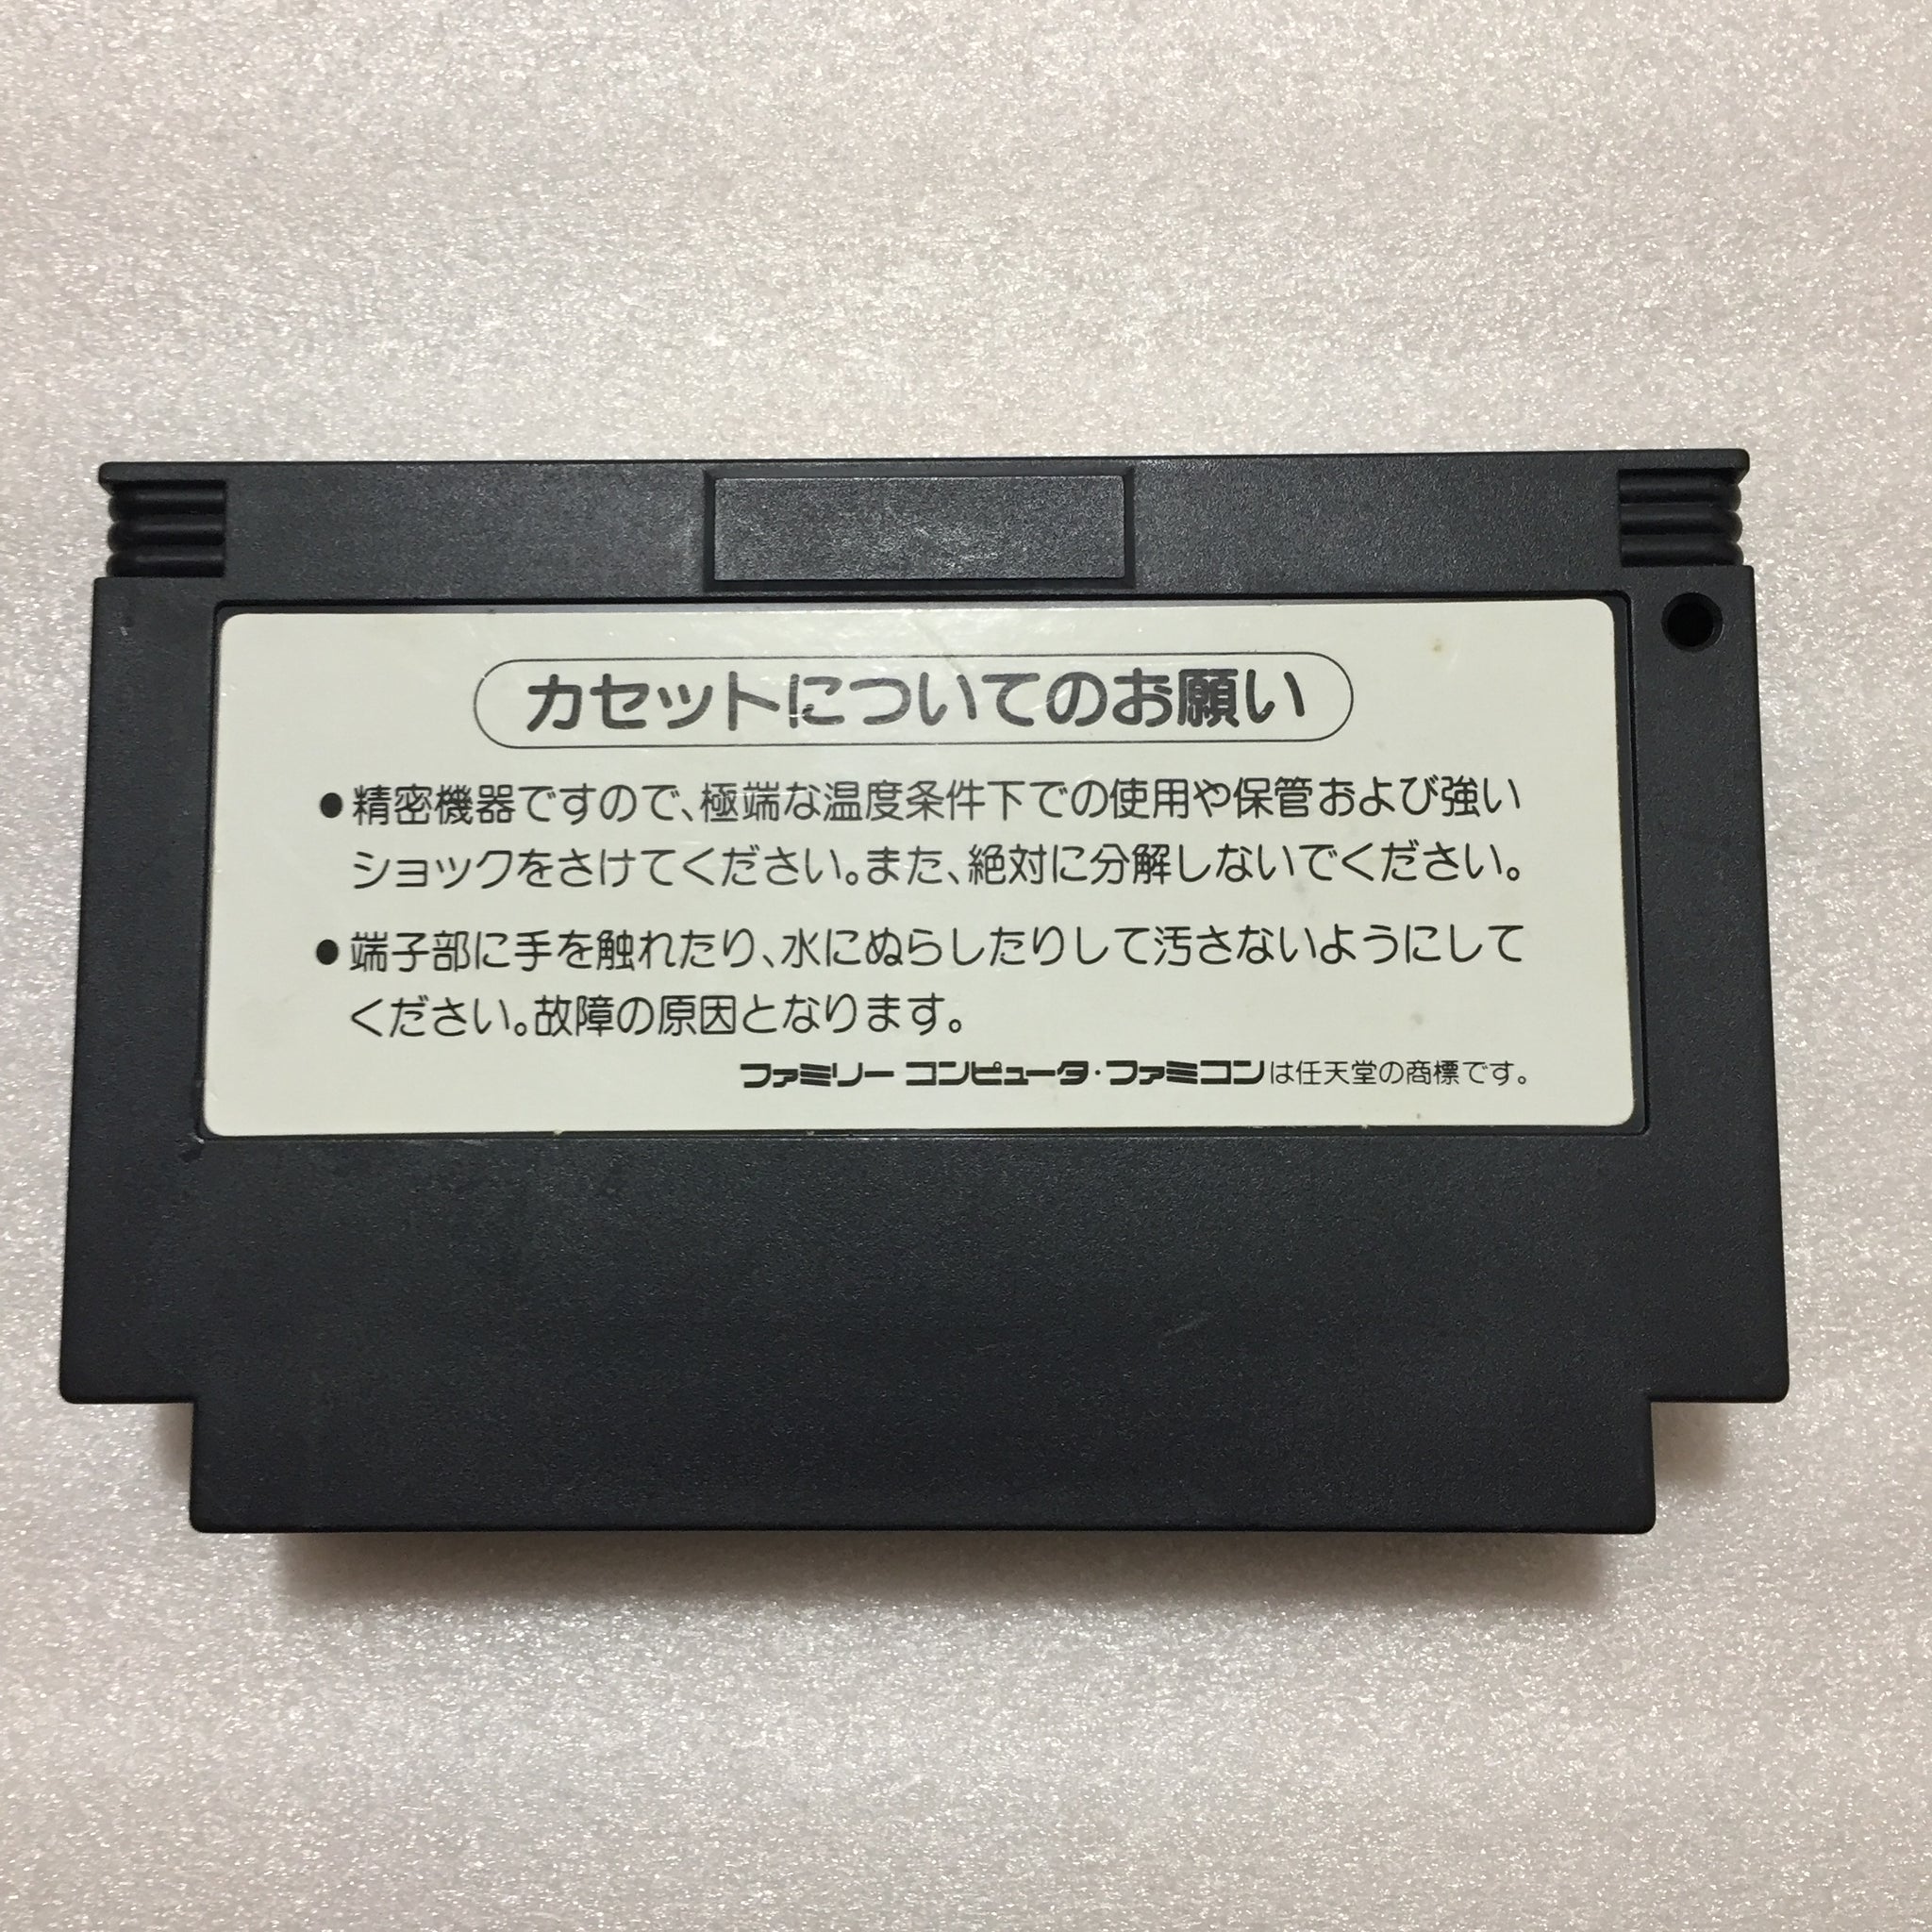 カセットについてのお願い
●精密機器ですので、極端な温度条件下での使用や保管および強い
ショックをさけてください。また、絶対に分解しないでください。
●端子部に手を触れたり、水にぬらしたりして汚さないようにして
ください。故障の原因となります。
ファミリー コンピュータ・ファミコンは任天堂の商標です。